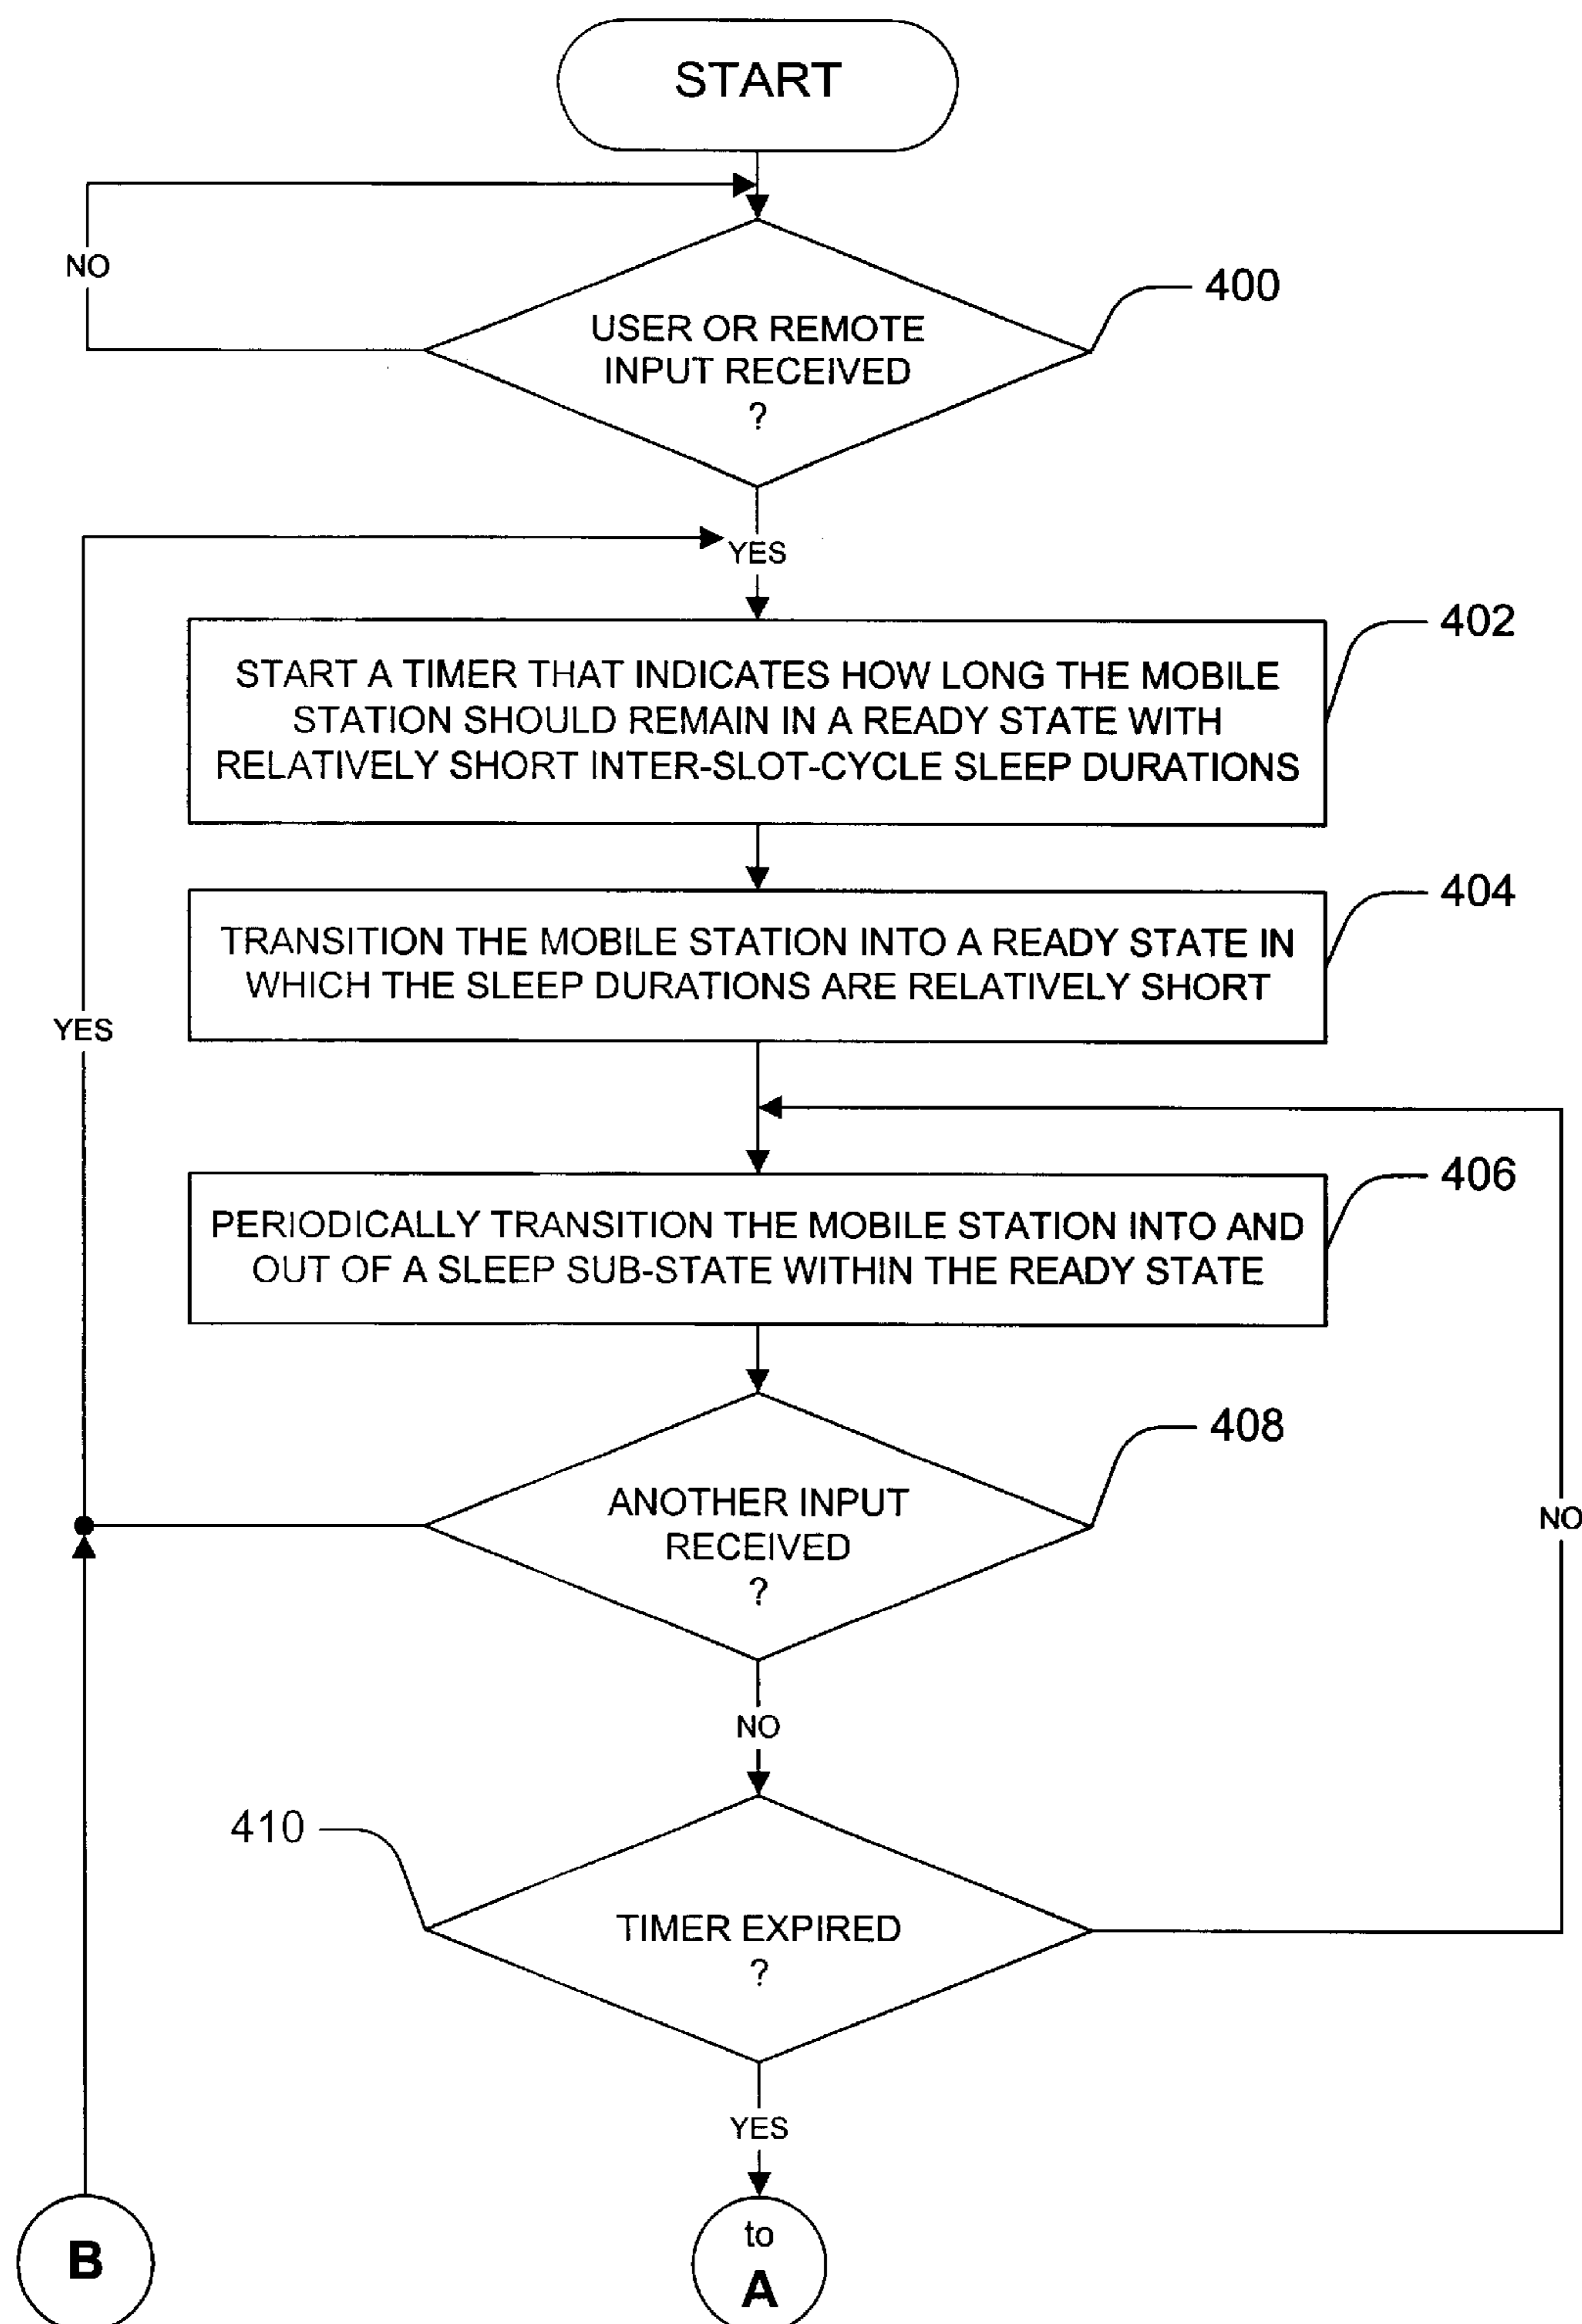 START
NO
400
USER OR REMOTE
INPUT RECEIVED
?
YES
402
START A TIMER THAT INDICATES HOW LONG THE MOBILE
STATION SHOULD REMAIN IN A READY STATE WITH
RELATIVELY SHORT INTER-SLOT-CYCLE SLEEP DURATIONS
404
TRANSITION THE MOBILE STATION INTO A READY STATE IN
WHICH THE SLEEP DURATIONS ARE RELATIVELY SHORT
YES
406
PERIODICALLY TRANSITION THE MOBILE STATION INTO AND
OUT OF A SLEEP SUB-STATE WITHIN THE READY STATE
408
ANOTHER INPUT
RECEIVED
?
NO
NO
410
TIMER EXPIRED
?
YES
B
to
A